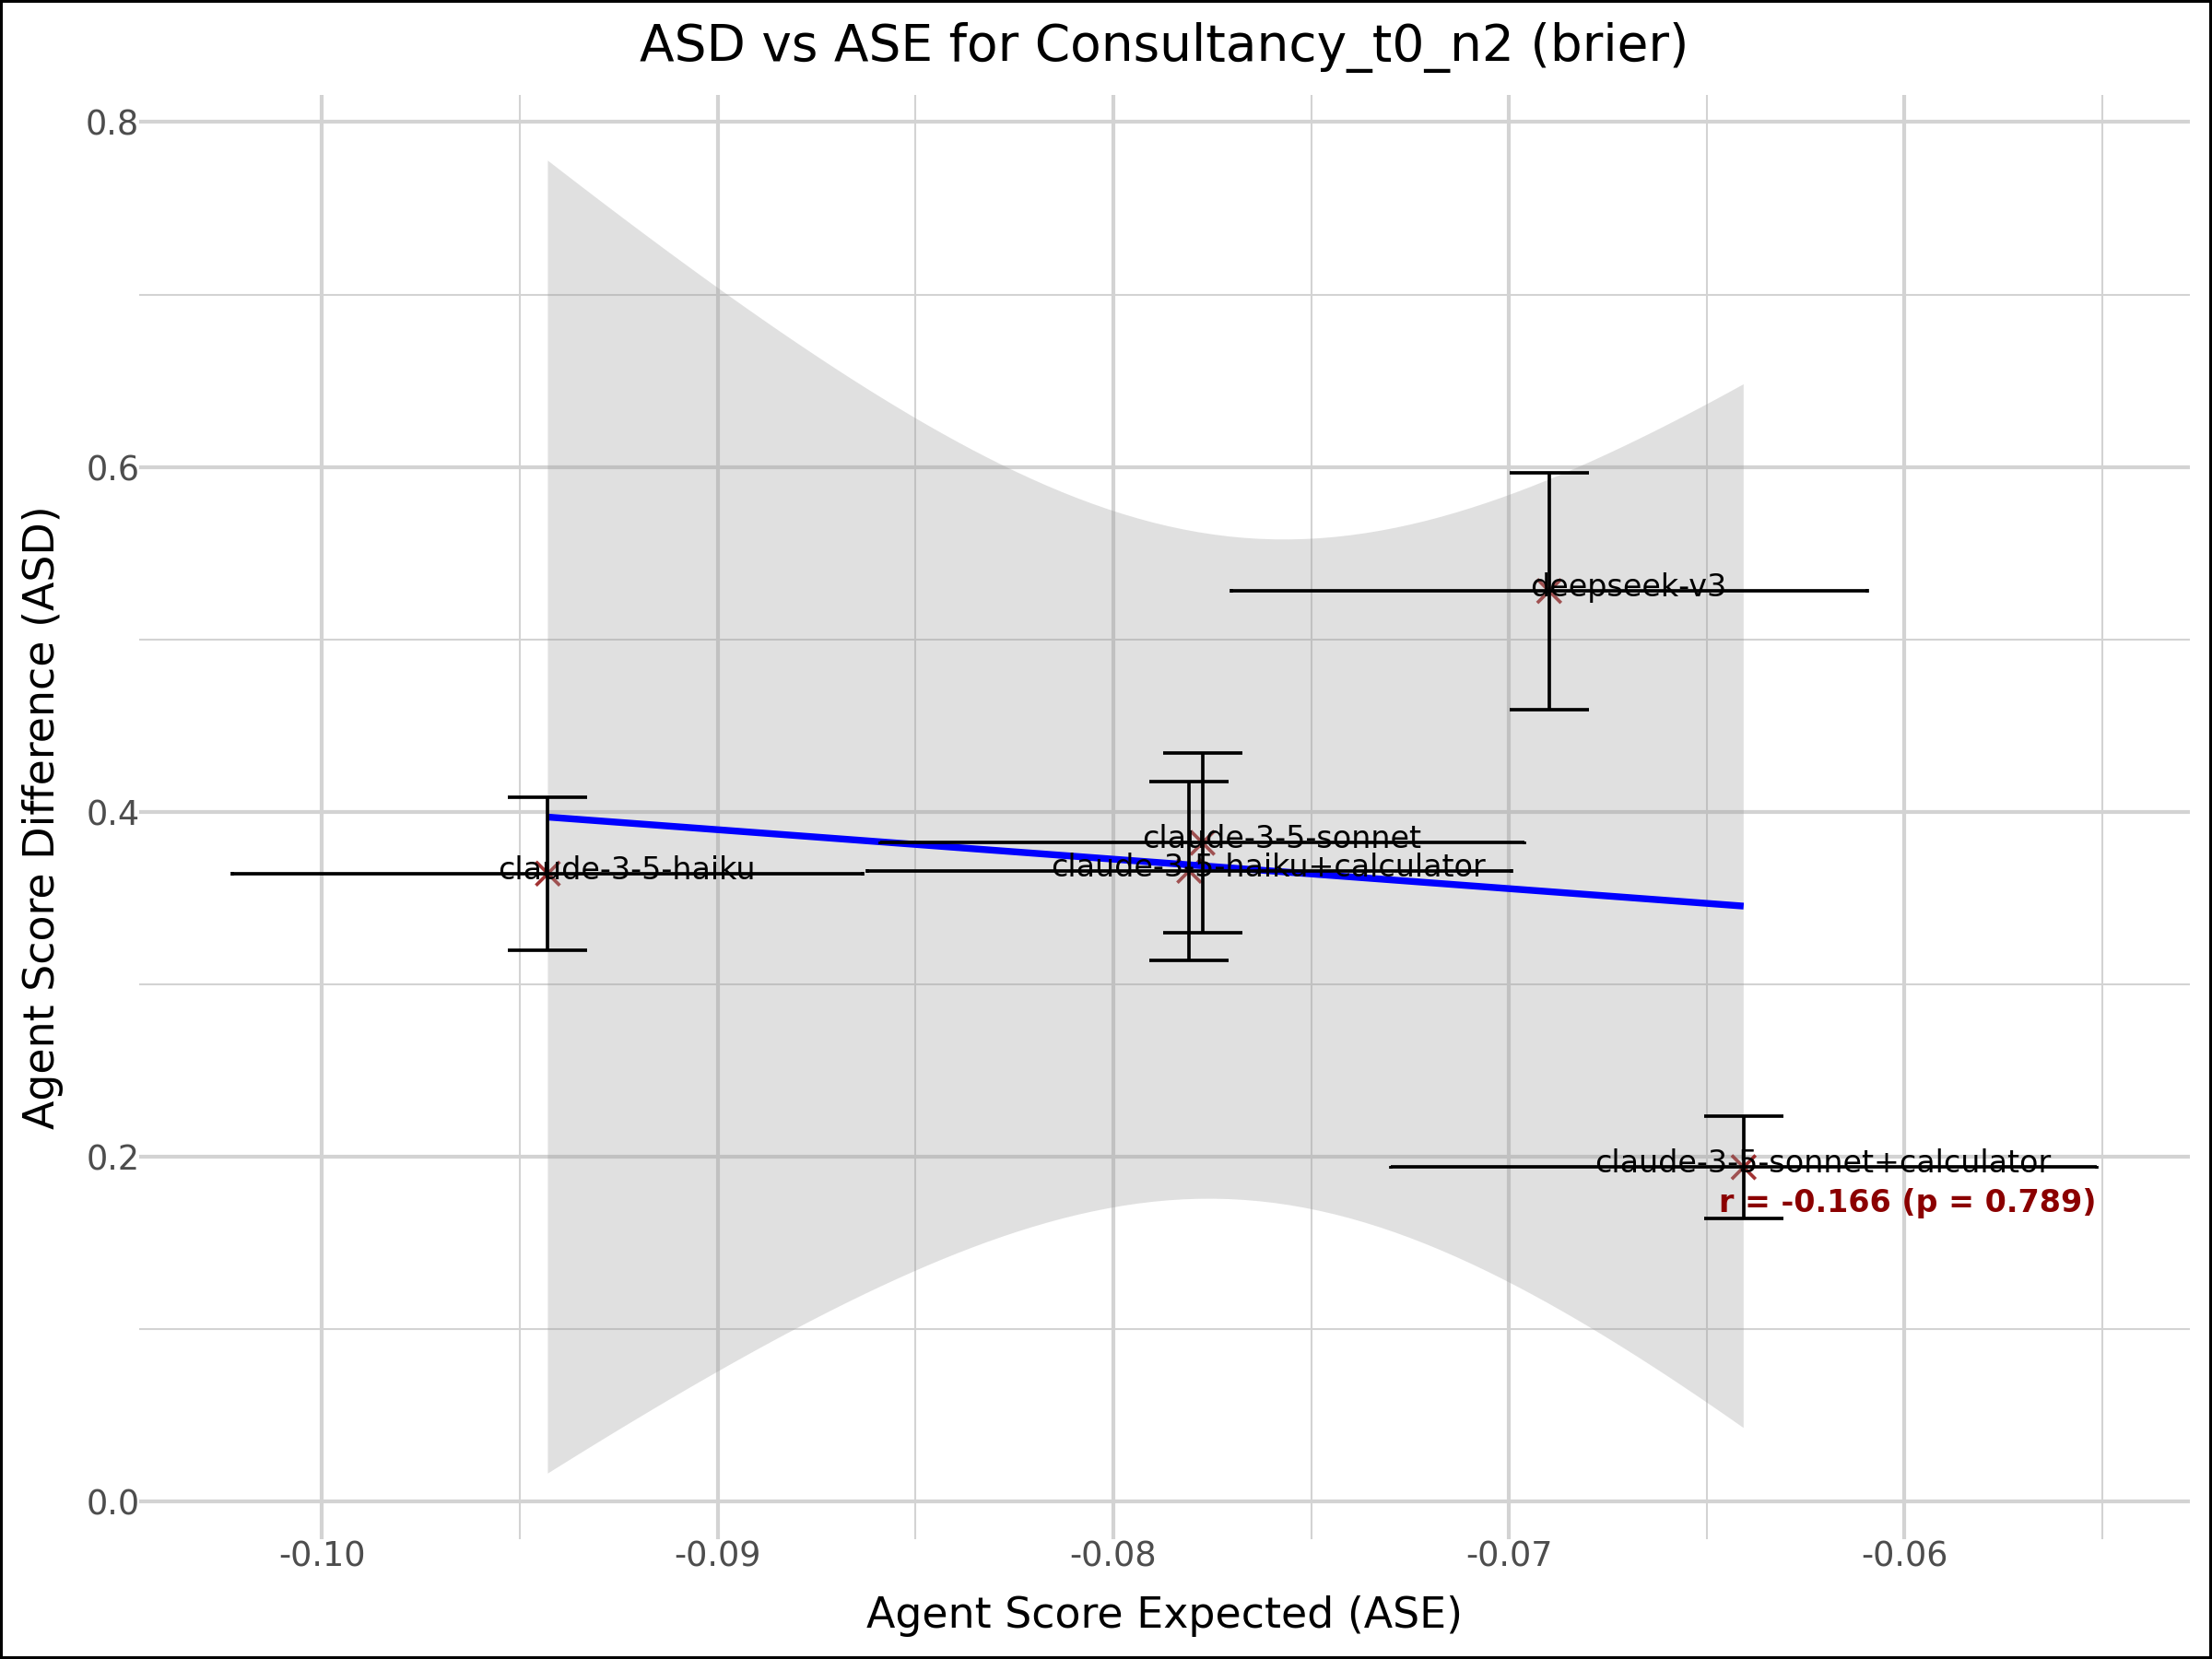 ASD vs ASE for Consultancy_t0_n2 (brier)
Agent Score Difference (ASD)
0.8
0.6
0.4
0.2
0.0
deepseek-v3
claude-3-5-sonnet
claude-3-5-haiku+calculator
claude-3-5-haiku
claude-3-5-sonnet+calculator
r = -0.166 (p = 0.789)
-0.10
-0.09
-0.08
-0.07
-0.06
Agent Score Expected (ASE)